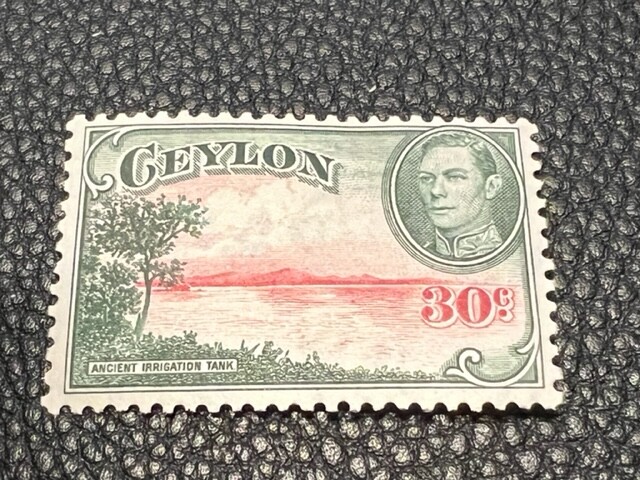 CEYLON
30c
ANCIENT IRRIGATION TANK